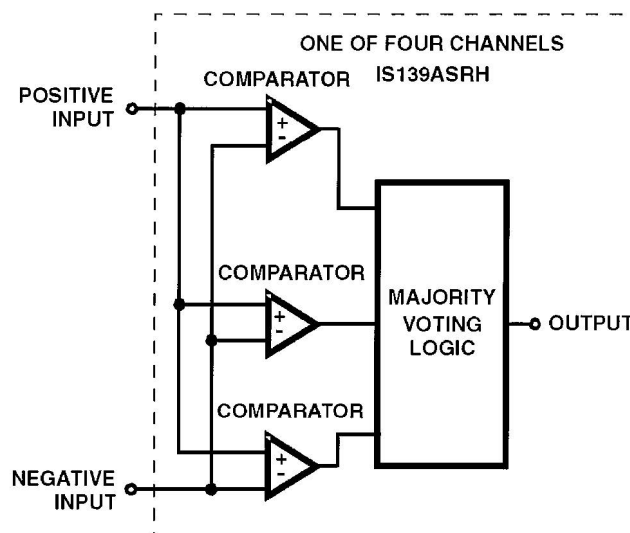 ONE OF FOUR CHANNELS
IS139ASRH
COMPARATOR
POSITIVE
INPUT
+
-
COMPARATOR
+
-
MAJORITY
VOTING
LOGIC
OUTPUT
COMPARATOR
+
-
NEGATIVE
INPUT